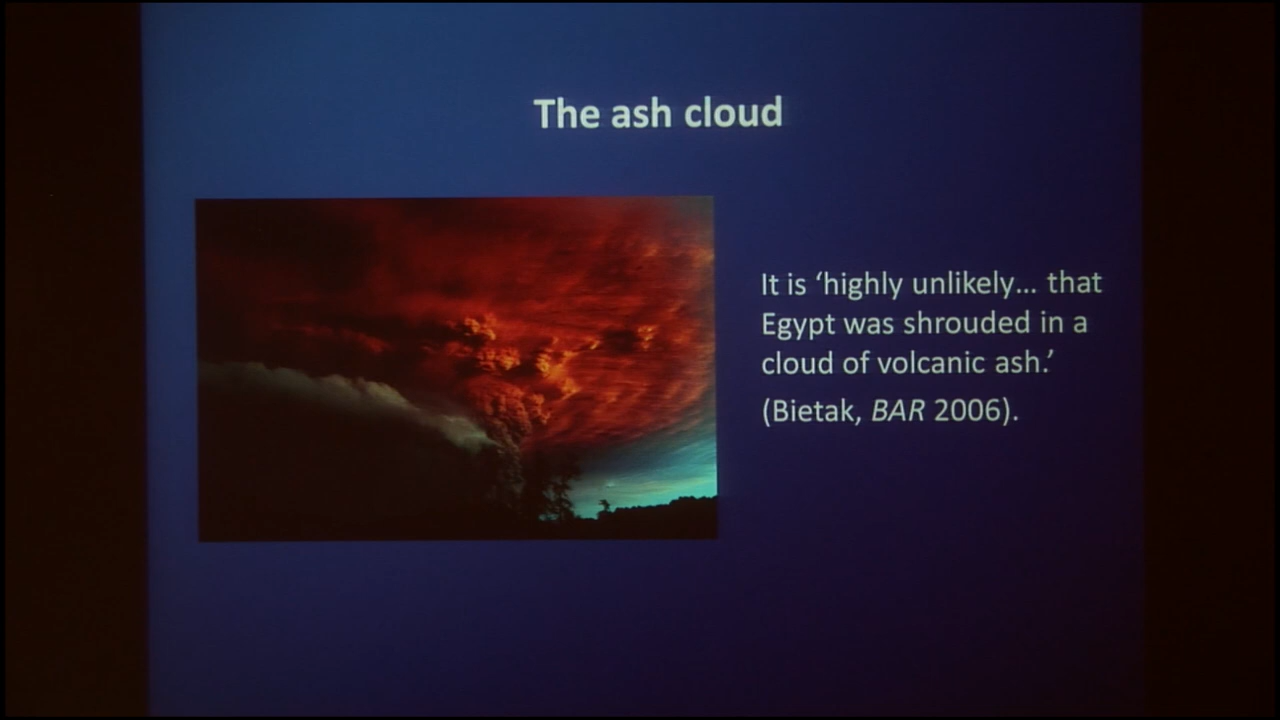 The ash cloud
It is ‘highly unlikely... that
Egypt was shrouded in a
cloud of volcanic ash.’
(Bietak, BAR 2006).